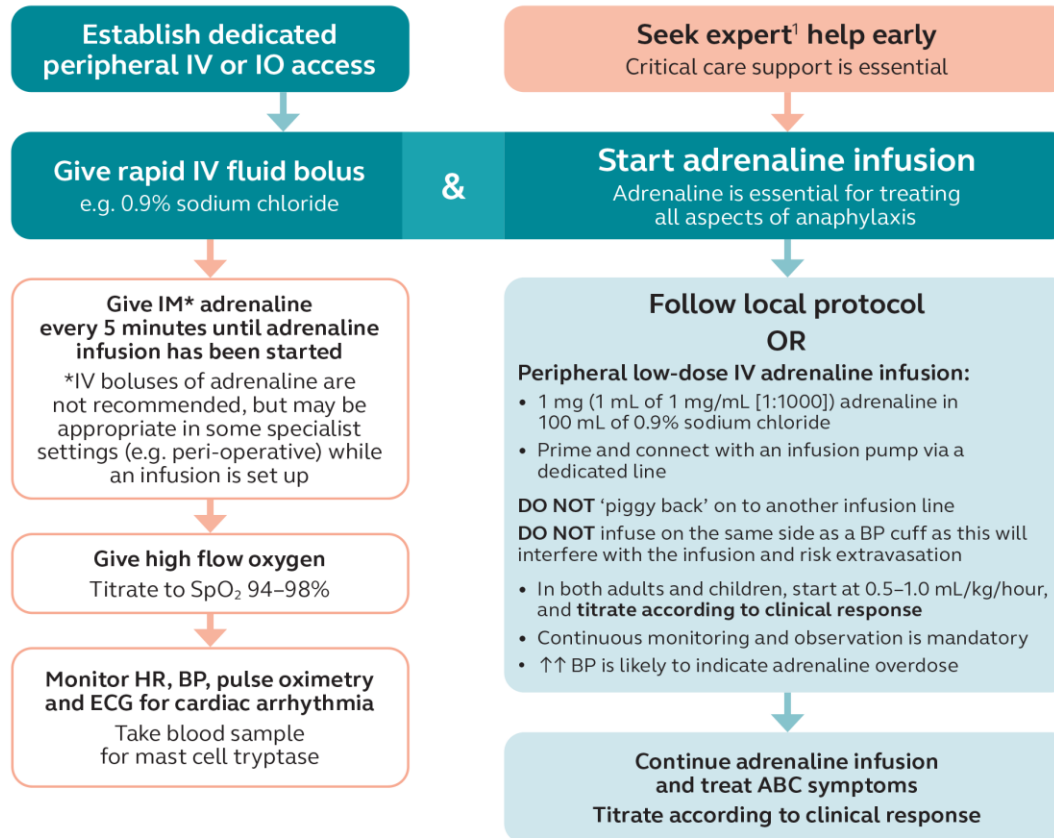 Establish dedicated
peripheral IV or IO access
Seek expert¹ help early
Critical care support is essential
Give rapid IV fluid bolus
e.g. 0.9% sodium chloride
&
Start adrenaline infusion
Adrenaline is essential for treating
all aspects of anaphylaxis
Give IM* adrenaline
every 5 minutes until adrenaline
infusion has been started
*IV boluses of adrenaline are
not recommended, but may be
appropriate in some specialist
settings (e.g. peri-operative) while
an infusion is set up
Give high flow oxygen
Titrate to SpO₂ 94–98%
Monitor HR, BP, pulse oximetry
and ECG for cardiac arrhythmia
Take blood sample
for mast cell tryptase
Follow local protocol
OR
Peripheral low-dose IV adrenaline infusion:
• 1 mg (1 mL of 1 mg/mL [1:1000]) adrenaline in
100 mL of 0.9% sodium chloride
• Prime and connect with an infusion pump via a
dedicated line
DO NOT ‘piggy back’ on to another infusion line
DO NOT infuse on the same side as a BP cuff as this will
interfere with the infusion and risk extravasation
• In both adults and children, start at 0.5–1.0 mL/kg/hour,
and titrate according to clinical response
• Continuous monitoring and observation is mandatory
• ↑↑ BP is likely to indicate adrenaline overdose
Continue adrenaline infusion
and treat ABC symptoms
Titrate according to clinical response